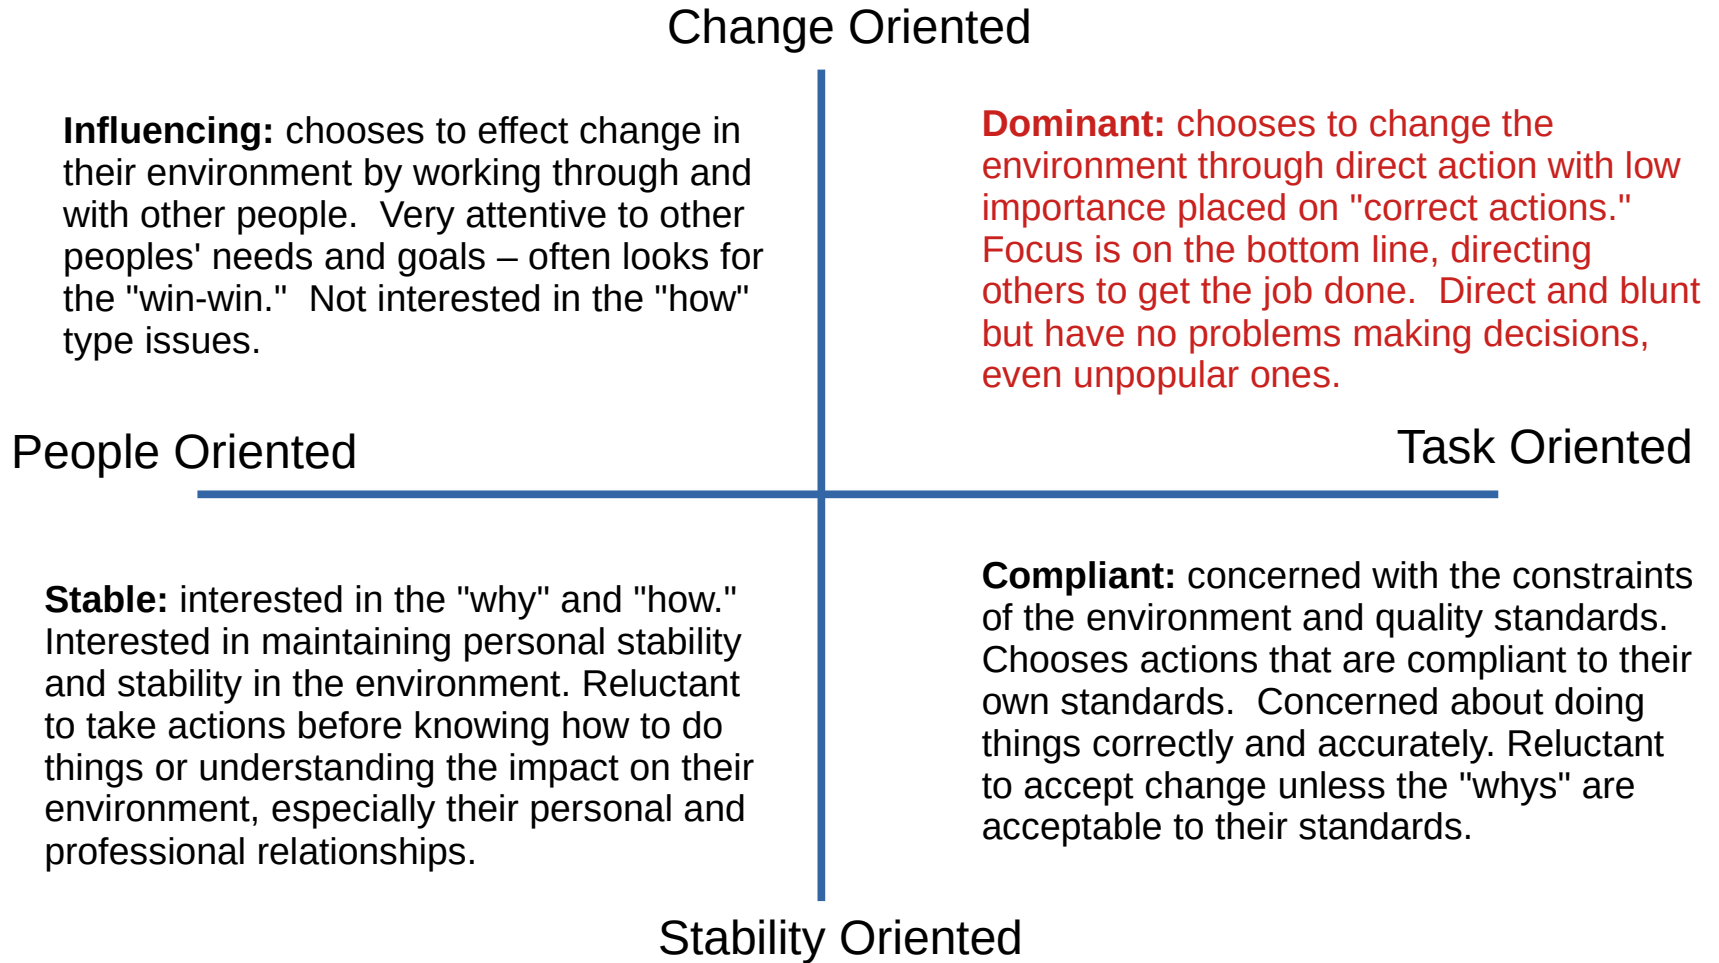 Change Oriented
Influencing: chooses to effect change in
their environment by working through and
with other people.  Very attentive to other
peoples' needs and goals – often looks for
the "win-win."  Not interested in the "how"
type issues.
Dominant: chooses to change the
environment through direct action with low
importance placed on "correct actions."
Focus is on the bottom line, directing
others to get the job done.  Direct and blunt
but have no problems making decisions,
even unpopular ones.
People Oriented
Task Oriented
Stable: interested in the "why" and "how."
Interested in maintaining personal stability
and stability in the environment. Reluctant
to take actions before knowing how to do
things or understanding the impact on their
environment, especially their personal and
professional relationships.
Compliant: concerned with the constraints
of the environment and quality standards.
Chooses actions that are compliant to their
own standards.  Concerned about doing
things correctly and accurately. Reluctant
to accept change unless the "whys" are
acceptable to their standards.
Stability Oriented